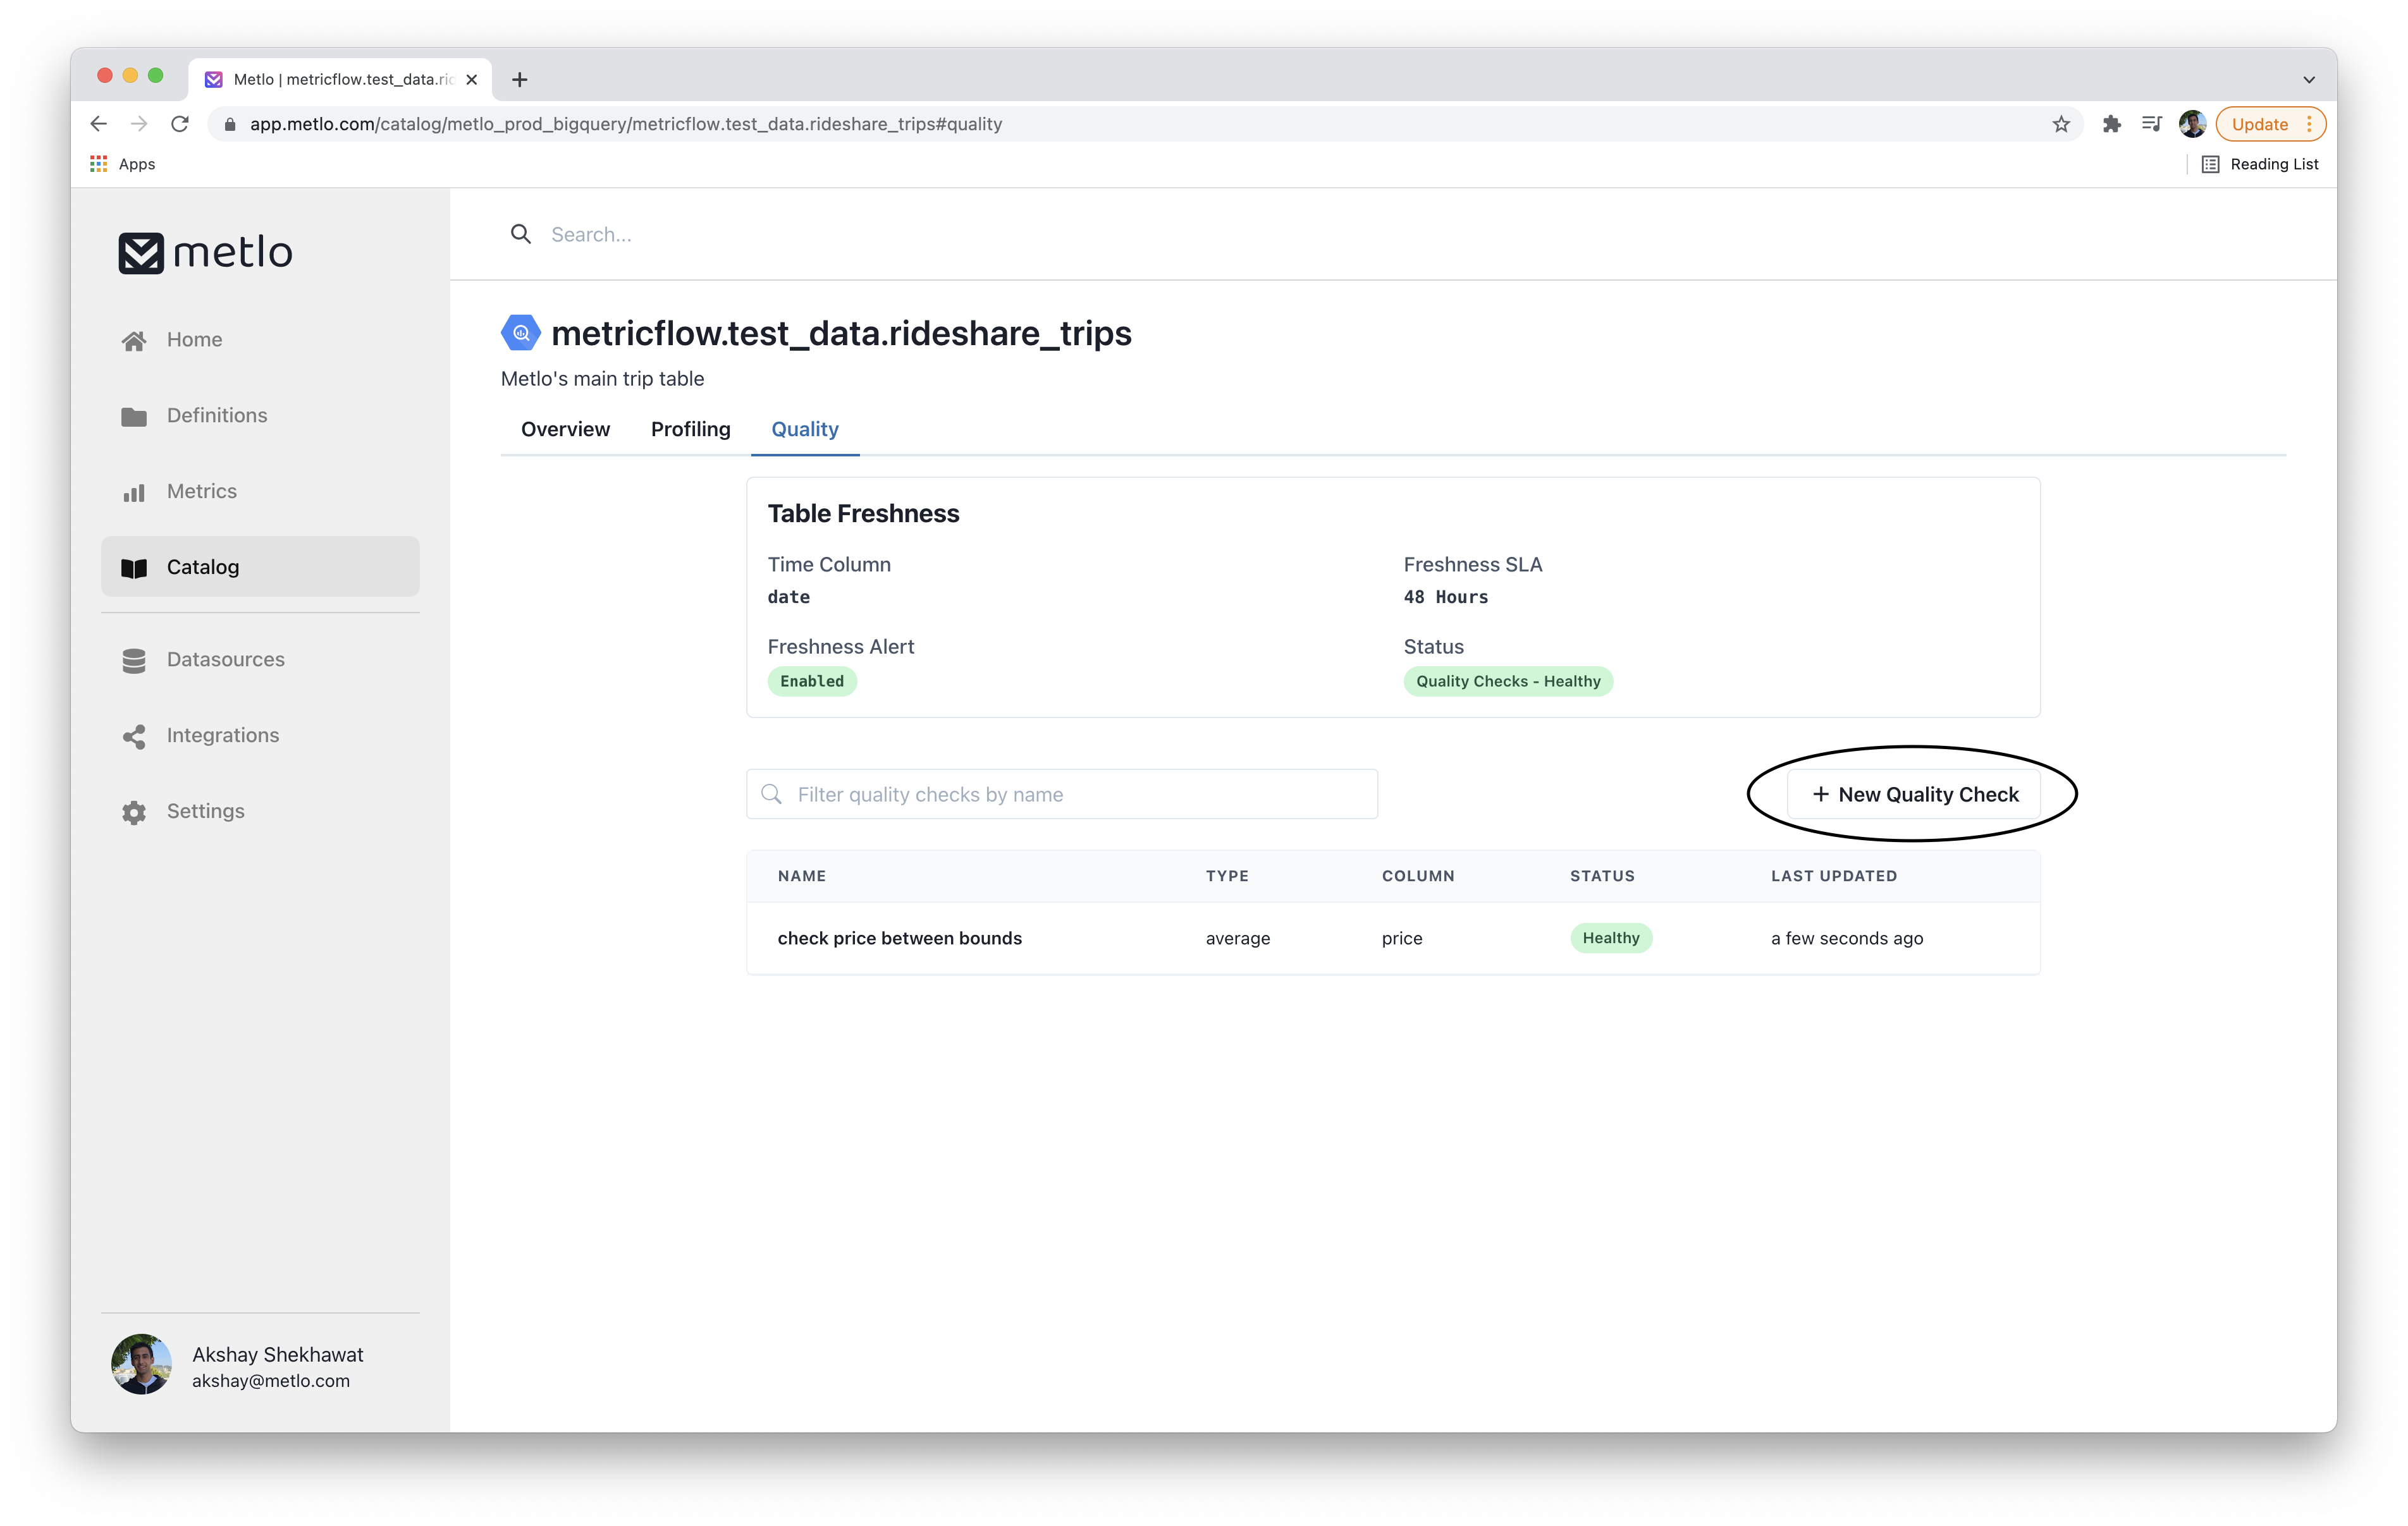 Metlo | metricflow.test_data.ric
app.metlo.com/catalog/metlo_prod_bigquery/metricflow.test_data.rideshare_trips#quality
Update
Apps
Reading List
metlo
Search...
Home
Definitions
Metrics
Catalog
Datasources
Integrations
Settings
Akshay Shekhawat
akshay@metlo.com
metricflow.test_data.rideshare_trips
Metlo's main trip table
Overview Profiling Quality
Table Freshness
Time Column Freshness SLA
date 48 Hours
Freshness Alert Status
Enabled Quality Checks - Healthy
Filter quality checks by name + New Quality Check
NAME TYPE COLUMN STATUS LAST UPDATED
check price between bounds average price Healthy a few seconds ago